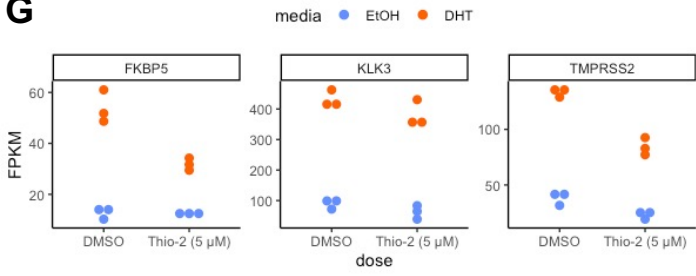 G
media EtOH DHT
FKBP5 KLK3 TMPRSS2
FPKM
60
40
20
400
300
200
100
100
50
DMSO Thio-2 (5 μM) DMSO Thio-2 (5 μM) DMSO Thio-2 (5 μM)
dose